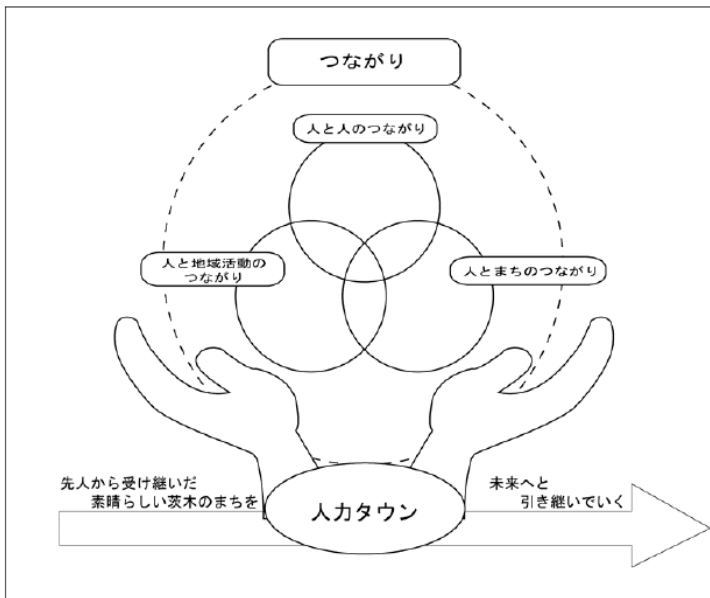 つながり
人と人のつながり
人と地域活動の
つながり
人とまちのつながり
先人から受け継いだ
素晴らしい茨木のまちを
人力タウン
未来へと
引き継いでいく